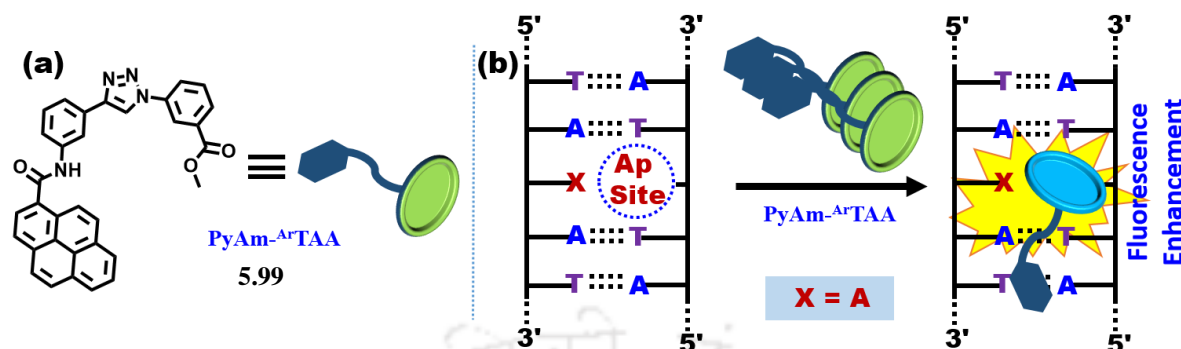 (a)
N
N
N
O
O
NH
O
PyAm-ArTAA
5.99
(b)
5'
3'
T
A
A
T
X
Ap
Site
A
T
T
A
3'
5'
PyAm-ArTAA
X = A
5'
3'
T
A
A
T
X
A
T
T
A
3'
5'
Fluorescence
Enhancement